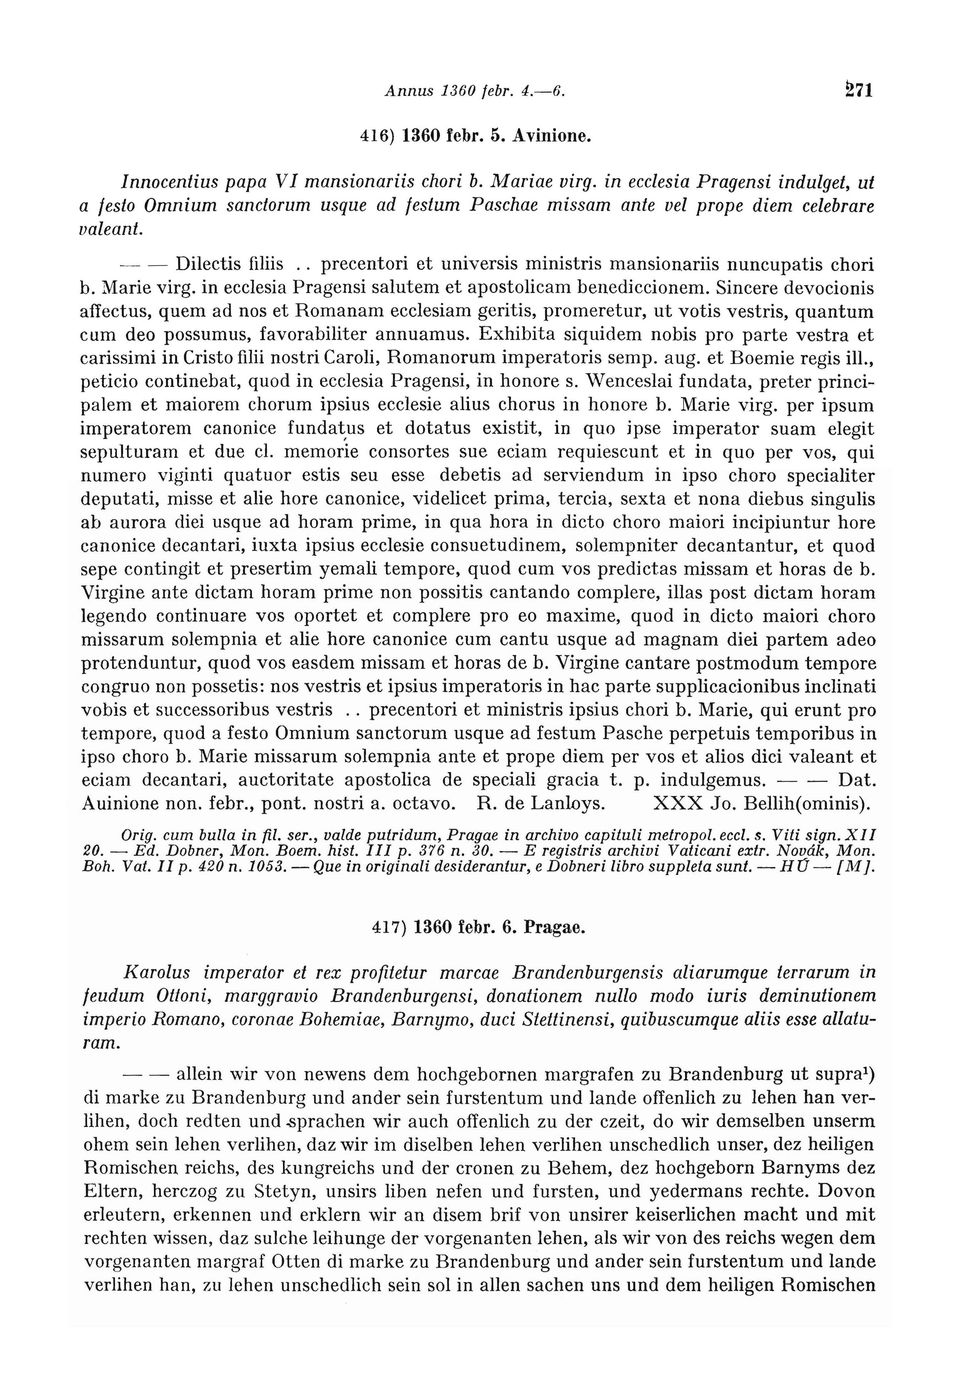 Annus 1360 febr. 4.—6. 271
416) 1360 febr. 5. Avinione.
Innocentius papa VI mansionariis chori b. Mariae virg. in ecclesia Pragensi indulget, ut
a festo Omnium sanctorum usque ad festum Paschae missam ante vel prope diem celebrare
valeant.
— — Dilectis filiis . . precentori et universis ministris mansionariis nuncupatis chori
b. Marie virg. in ecclesia Pragensi salutem et apostolicam benediccionem. Sincere devocionis
affectus, quem ad nos et Romanam ecclesiam geritis, promeretur, ut votis vestris, quantum
cum deo possumus, favorabiliter annuamus. Exhibita siquidem nobis pro parte vestra et
carissimi in Cristo filii nostri Caroli, Romanorum imperatoris semp. aug. et Boemie regis ill.,
peticio continebat, quod in ecclesia Pragensi, in honore s. Wenceslai fundata, preter princi-
palem et maiorem chorum ipsius ecclesie alius chorus in honore b. Marie virg. per ipsum
imperatorem canonice fundatus et dotatus existit, in quo ipse imperator suam elegit
sepulturam et due cl. memorie consortes sue eciam requiescunt et in quo per vos, qui
numero viginti quatuor estis seu esse debetis ad serviendum in ipso choro specialiter
deputati, misse et alie hore canonice, videlicet prima, tercia, sexta et nona diebus singulis
ab aurora diei usque ad horam prime, in qua hora in dicto choro maiori incipiuntur hore
canonice decantari, iuxta ipsius ecclesie consuetudinem, solempniter decantantur, et quod
sepe contingit et presertim yemali tempore, quod cum vos predictas missam et horas de b.
Virgine ante dictam horam prime non possitis cantando complere, illas post dictam horam
legendo continuare vos oportet et complere pro eo maxime, quod in dicto maiori choro
missarum solempnia et alie hore canonice cum cantu usque ad magnam diei partem adeo
protenduntur, quod vos easdem missam et horas de b. Virgine cantare postmodum tempore
congruo non possetis: nos vestris et ipsius imperatoris in hac parte supplicacionibus inclinati
vobis et successoribus vestris . . precentori et ministris ipsius chori b. Marie, qui erunt pro
tempore, quod a festo Omnium sanctorum usque ad festum Pasche perpetuis temporibus in
ipso choro b. Marie missarum solempnia ante et prope diem per vos et alios dici valeant et
eciam decantari, auctoritate apostolica de speciali gracia t. p. indulgemus. — — Dat.
Auinione non. febr., pont. nostri a. octavo. R. de Lanloys. XXX Jo. Bellih(ominis).
Orig. cum bulla in fil. ser., valde putridum, Pragae in archivo capituli metropol. eccl. s. Viti sign. XII
20. — Ed. Dobner, Mon. Boem. hist. III p. 376 n. 30. — E registris archivi Vaticani extr. Novák, Mon.
Boh. Vat. II p. 420 n. 1053. — Que in originali desiderantur, e Dobneri libro suppleta sunt. — HÚ — [M].
417) 1360 febr. 6. Pragae.
Karolus imperator et rex profitetur marcae Brandenburgensis aliarumque terrarum in
feudum Ottoni, marggravio Brandenburgensi, donationem nullo modo iuris deminutionem
imperio Romano, coronae Bohemiae, Barnymo, duci Stettinensi, quibuscumque aliis esse allatu-
ram.
— — allein wir von newens dem hochgebornen margrafen zu Brandenburg ut supra¹)
di marke zu Brandenburg und ander sein furstentum und lande offenlich zu lehen han ver-
lihen, doch redten und sprachen wir auch offenlich zu der czeit, do wir demselben unserm
ohem sein lehen verlihen, daz wir im diselben lehen verlihen unschedlich unser, dez heiligen
Romischen reichs, des kungreichs und der cronen zu Behem, dez hochgeborn Barnyms dez
Eltern, herczog zu Stetyn, unsirs liben nefen und fursten, und yedermans rechte. Dovon
erleutern, erkennen und erklern wir an disem brif von unsirer keiserlichen macht und mit
rechten wissen, daz sulche leihunge der vorgenanten lehen, als wir von des reichs wegen dem
vorgenanten margraf Otten di marke zu Brandenburg und ander sein furstentum und lande
verlihen han, zu lehen unschedlich sein sol in allen sachen uns und dem heiligen Romischen